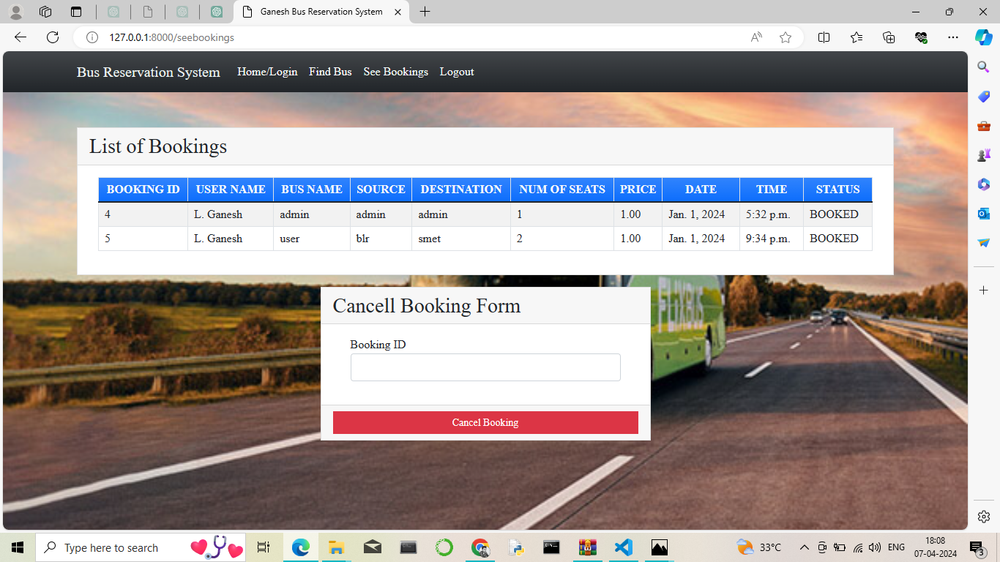 Ganesh Bus Reservation System
127.0.0.1:8000/seebookings
Bus Reservation System Home/Login Find Bus See Bookings Logout
List of Bookings
BOOKING ID USER NAME BUS NAME SOURCE DESTINATION NUM OF SEATS PRICE DATE TIME STATUS
4 L. Ganesh admin admin admin 1 1.00 Jan. 1, 2024 5:32 p.m. BOOKED
5 L. Ganesh user blr smet 2 1.00 Jan. 1, 2024 9:34 p.m. BOOKED
Cancell Booking Form
FLIXBUS
Booking ID
Cancel Booking
Type here to search
33°C
ENG
18:08
07-04-2024
3